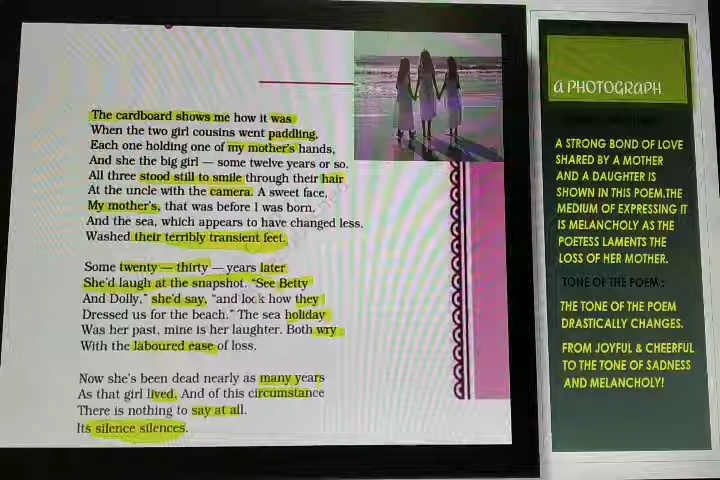 The cardboard shows me how it was
When the two girl cousins went paddling,
Each one holding one of my mother's hands,
And she the big girl — some twelve years or so.
All three stood still to smile through their hair
At the uncle with the camera. A sweet face,
My mother's, that was before I was born.
And the sea, which appears to have changed less,
Washed their terribly transient feet.
Some twenty — thirty — years later
She'd laugh at the snapshot. "See Betty
And Dolly," she'd say, "and look how they
Dressed us for the beach." The sea holiday
Was her past, mine is her laughter. Both wry
With the laboured ease of loss.
Now she's been dead nearly as many years
As that girl lived. And of this circumstance
There is nothing to say at all.
Its silence silences.
A PHOTOGRAPH
A STRONG BOND OF LOVE
SHARED BY A MOTHER
AND A DAUGHTER IS
SHOWN IN THIS POEM.THE
MEDIUM OF EXPRESSING IT
IS MELANCHOLY AS THE
POETESS LAMENTS THE
LOSS OF HER MOTHER.
TONE OF THE POEM :
THE TONE OF THE POEM
DRASTICALLY CHANGES.
FROM JOYFUL & CHEERFUL
TO THE TONE OF SADNESS
AND MELANCHOLY!